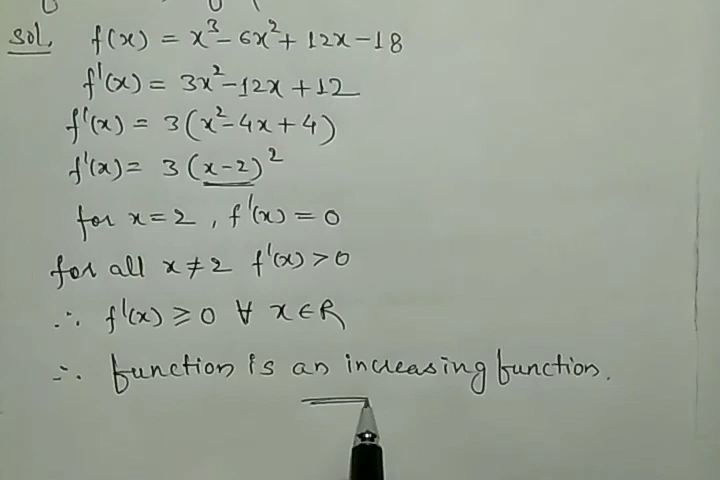 sol. f(x) = x³ - 6x² + 12x - 18
f'(x) = 3x² - 12x + 12
f'(x) = 3(x² - 4x + 4)
f'(x) = 3(x-2)²
for x = 2, f'(x) = 0
for all x ≠ 2 f'(x) > 0
∴ f'(x) ≥ 0 ∀ x ∈ R
∴ function is an increasing function.